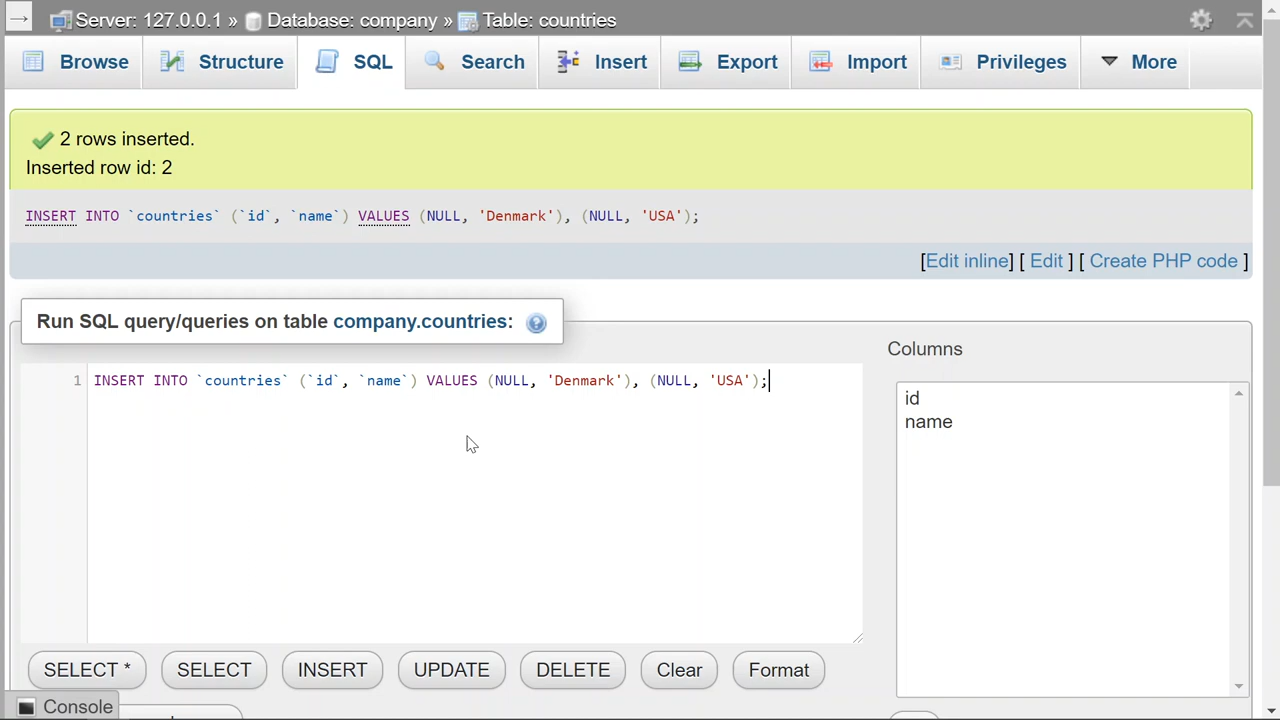 Server: 127.0.0.1 » Database: company » Table: countries
Browse Structure SQL Search Insert Export Import Privileges More
2 rows inserted.
Inserted row id: 2
INSERT INTO `countries` (`id`, `name`) VALUES (NULL, 'Denmark'), (NULL, 'USA');
[Edit inline] [ Edit ] [ Create PHP code ]
Run SQL query/queries on table company.countries:
Columns
1 INSERT INTO `countries` (`id`, `name`) VALUES (NULL, 'Denmark'), (NULL, 'USA');
id
name
SELECT * SELECT INSERT UPDATE DELETE Clear Format
Console